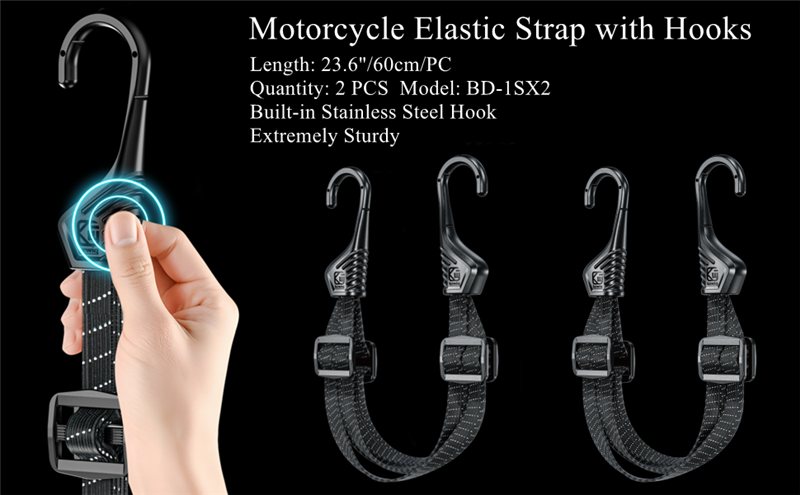 Motorcycle Elastic Strap with Hooks
Length: 23.6"/60cm/PC
Quantity: 2 PCS Model: BD-1SX2
Built-in Stainless Steel Hook
Extremely Sturdy